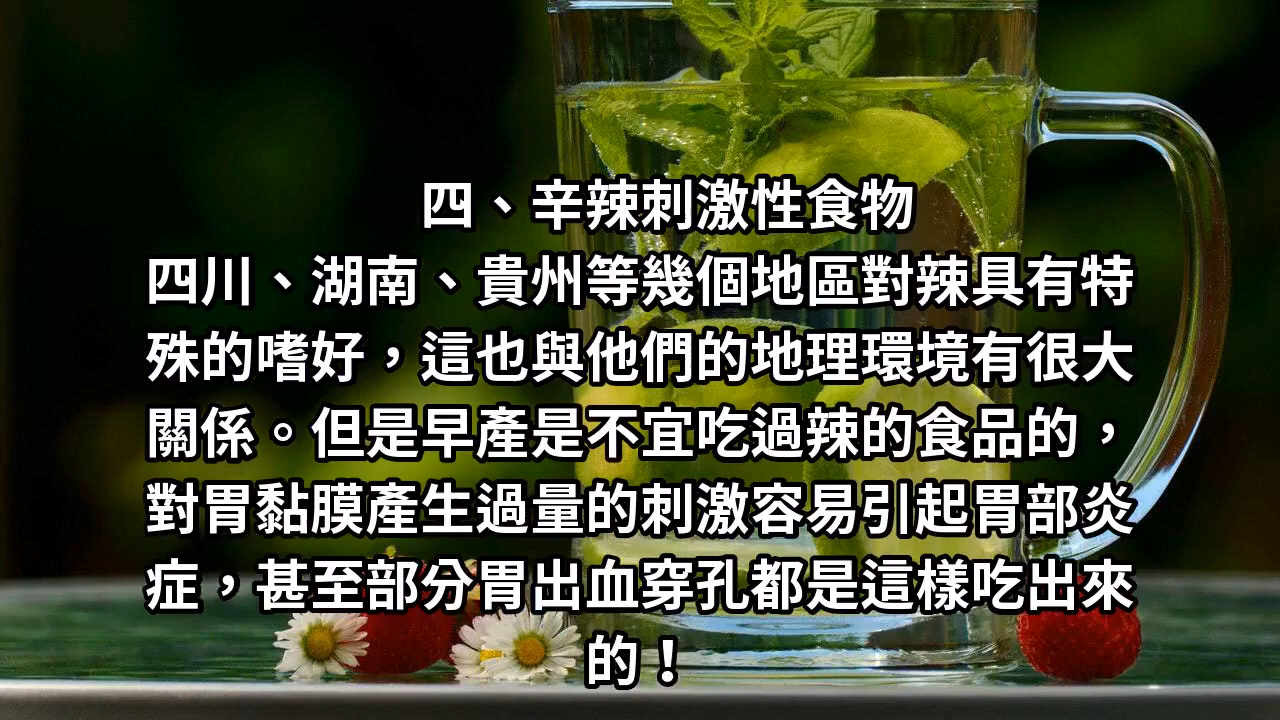 四、辛辣刺激性食物
四川、湖南、貴州等幾個地區對辣具有特
殊的嗜好，這也與他們的地理環境有很大
關係。但是早產是不宜吃過辣的食品的，
對胃黏膜產生過量的刺激容易引起胃部炎
症，甚至部分胃出血穿孔都是這樣吃出來
的！